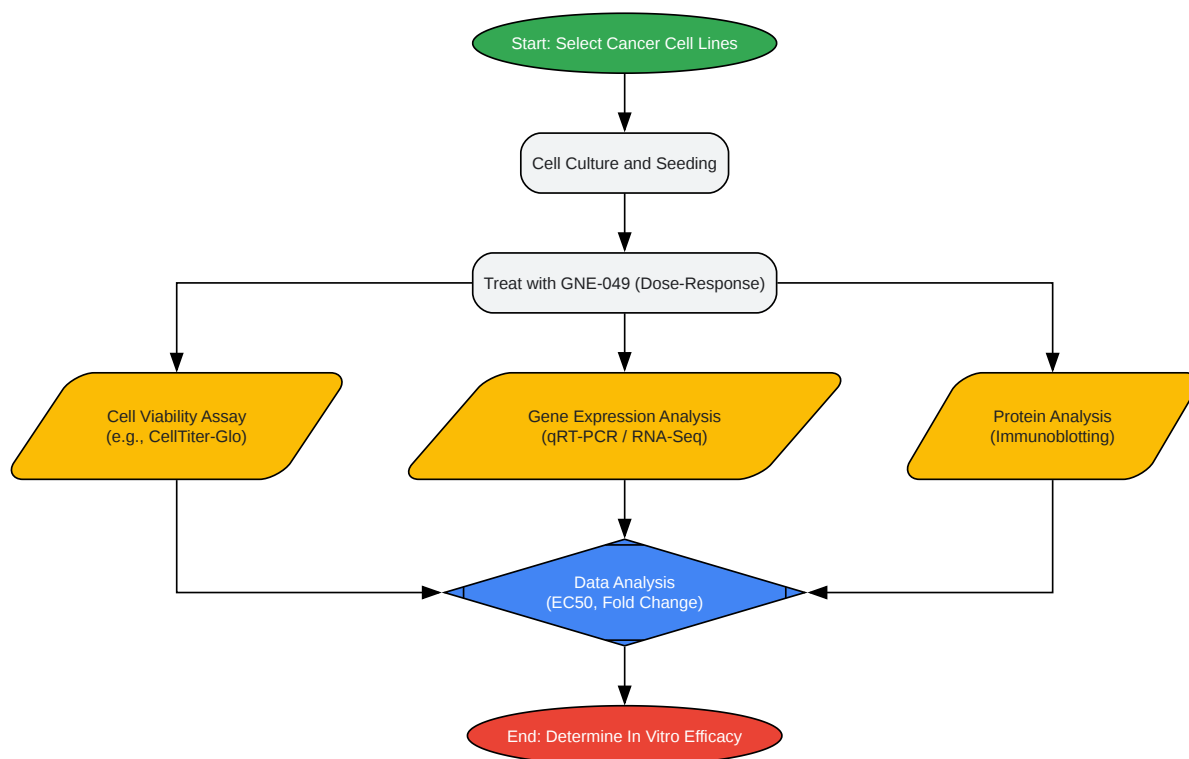 Start: Select Cancer Cell Lines
Cell Culture and Seeding
Treat with GNE-049 (Dose-Response)
Cell Viability Assay
(e.g., CellTiter-Glo)
Gene Expression Analysis
(qRT-PCR / RNA-Seq)
Protein Analysis
(Immunoblotting)
Data Analysis
(EC50, Fold Change)
End: Determine In Vitro Efficacy